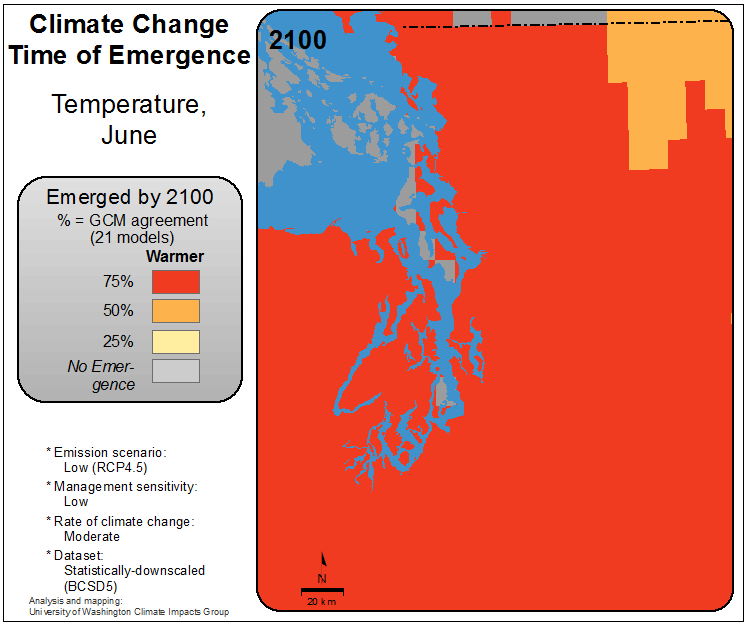 Climate Change
Time of Emergence
Temperature,
June
Emerged by 2100
% = GCM agreement
(21 models)
Warmer
75%
50%
25%
No Emer-
gence
* Emission scenario:
Low (RCP4.5)
* Management sensitivity:
Low
* Rate of climate change:
Moderate
* Dataset:
Statistically-downscaled
(BCSD5)
Analysis and mapping:
University of Washington Climate Impacts Group
2100
N
20 km